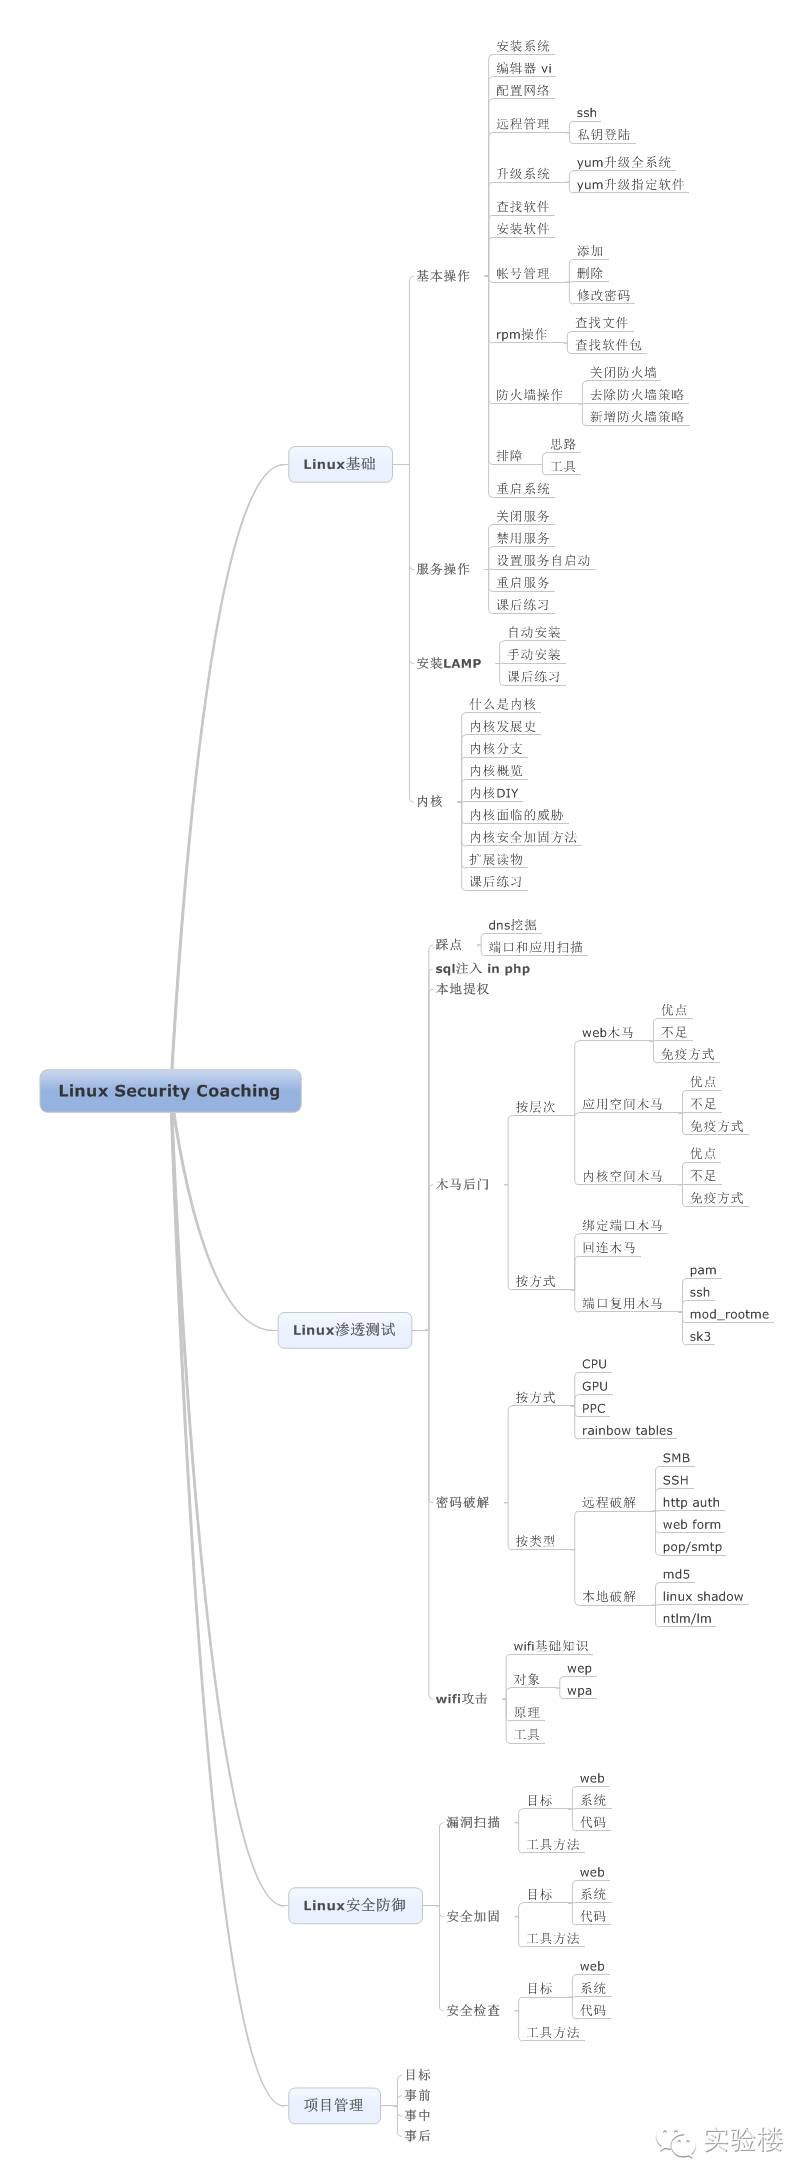 Linux Security Coaching
Linux基础
基本操作
安装系统
编辑器 vi
配置网络
远程管理
ssh
私钥登陆
升级系统
yum升级全系统
yum升级指定软件
查找软件
安装软件
帐号管理
添加
删除
修改密码
rpm操作
查找文件
查找软件包
防火墙操作
关闭防火墙
去除防火墙策略
新增防火墙策略
排障
思路
工具
重启系统
服务操作
关闭服务
禁用服务
设置服务自启动
重启服务
课后练习
安装LAMP
自动安装
手动安装
课后练习
内核
什么是内核
内核发展史
内核分支
内核概览
内核DIY
内核面临的威胁
内核安全加固方法
扩展读物
课后练习
Linux渗透测试
踩点
dns挖掘
端口和应用扫描
sql注入 in php
本地提权
木马后门
按层次
web木马
优点
不足
免疫方式
应用空间木马
优点
不足
免疫方式
内核空间木马
优点
不足
免疫方式
按方式
绑定端口木马
回连木马
端口复用木马
pam
ssh
mod_rootme
sk3
密码破解
按方式
CPU
GPU
PPC
rainbow tables
按类型
远程破解
SMB
SSH
http auth
web form
pop/smtp
本地破解
md5
linux shadow
ntlm/lm
wifi攻击
wifi基础知识
对象
wep
wpa
原理
工具
Linux安全防御
漏洞扫描
目标
web
系统
代码
工具方法
安全加固
目标
web
系统
代码
工具方法
安全检查
目标
web
系统
代码
工具方法
项目管理
目标
事前
事中
事后
实验楼